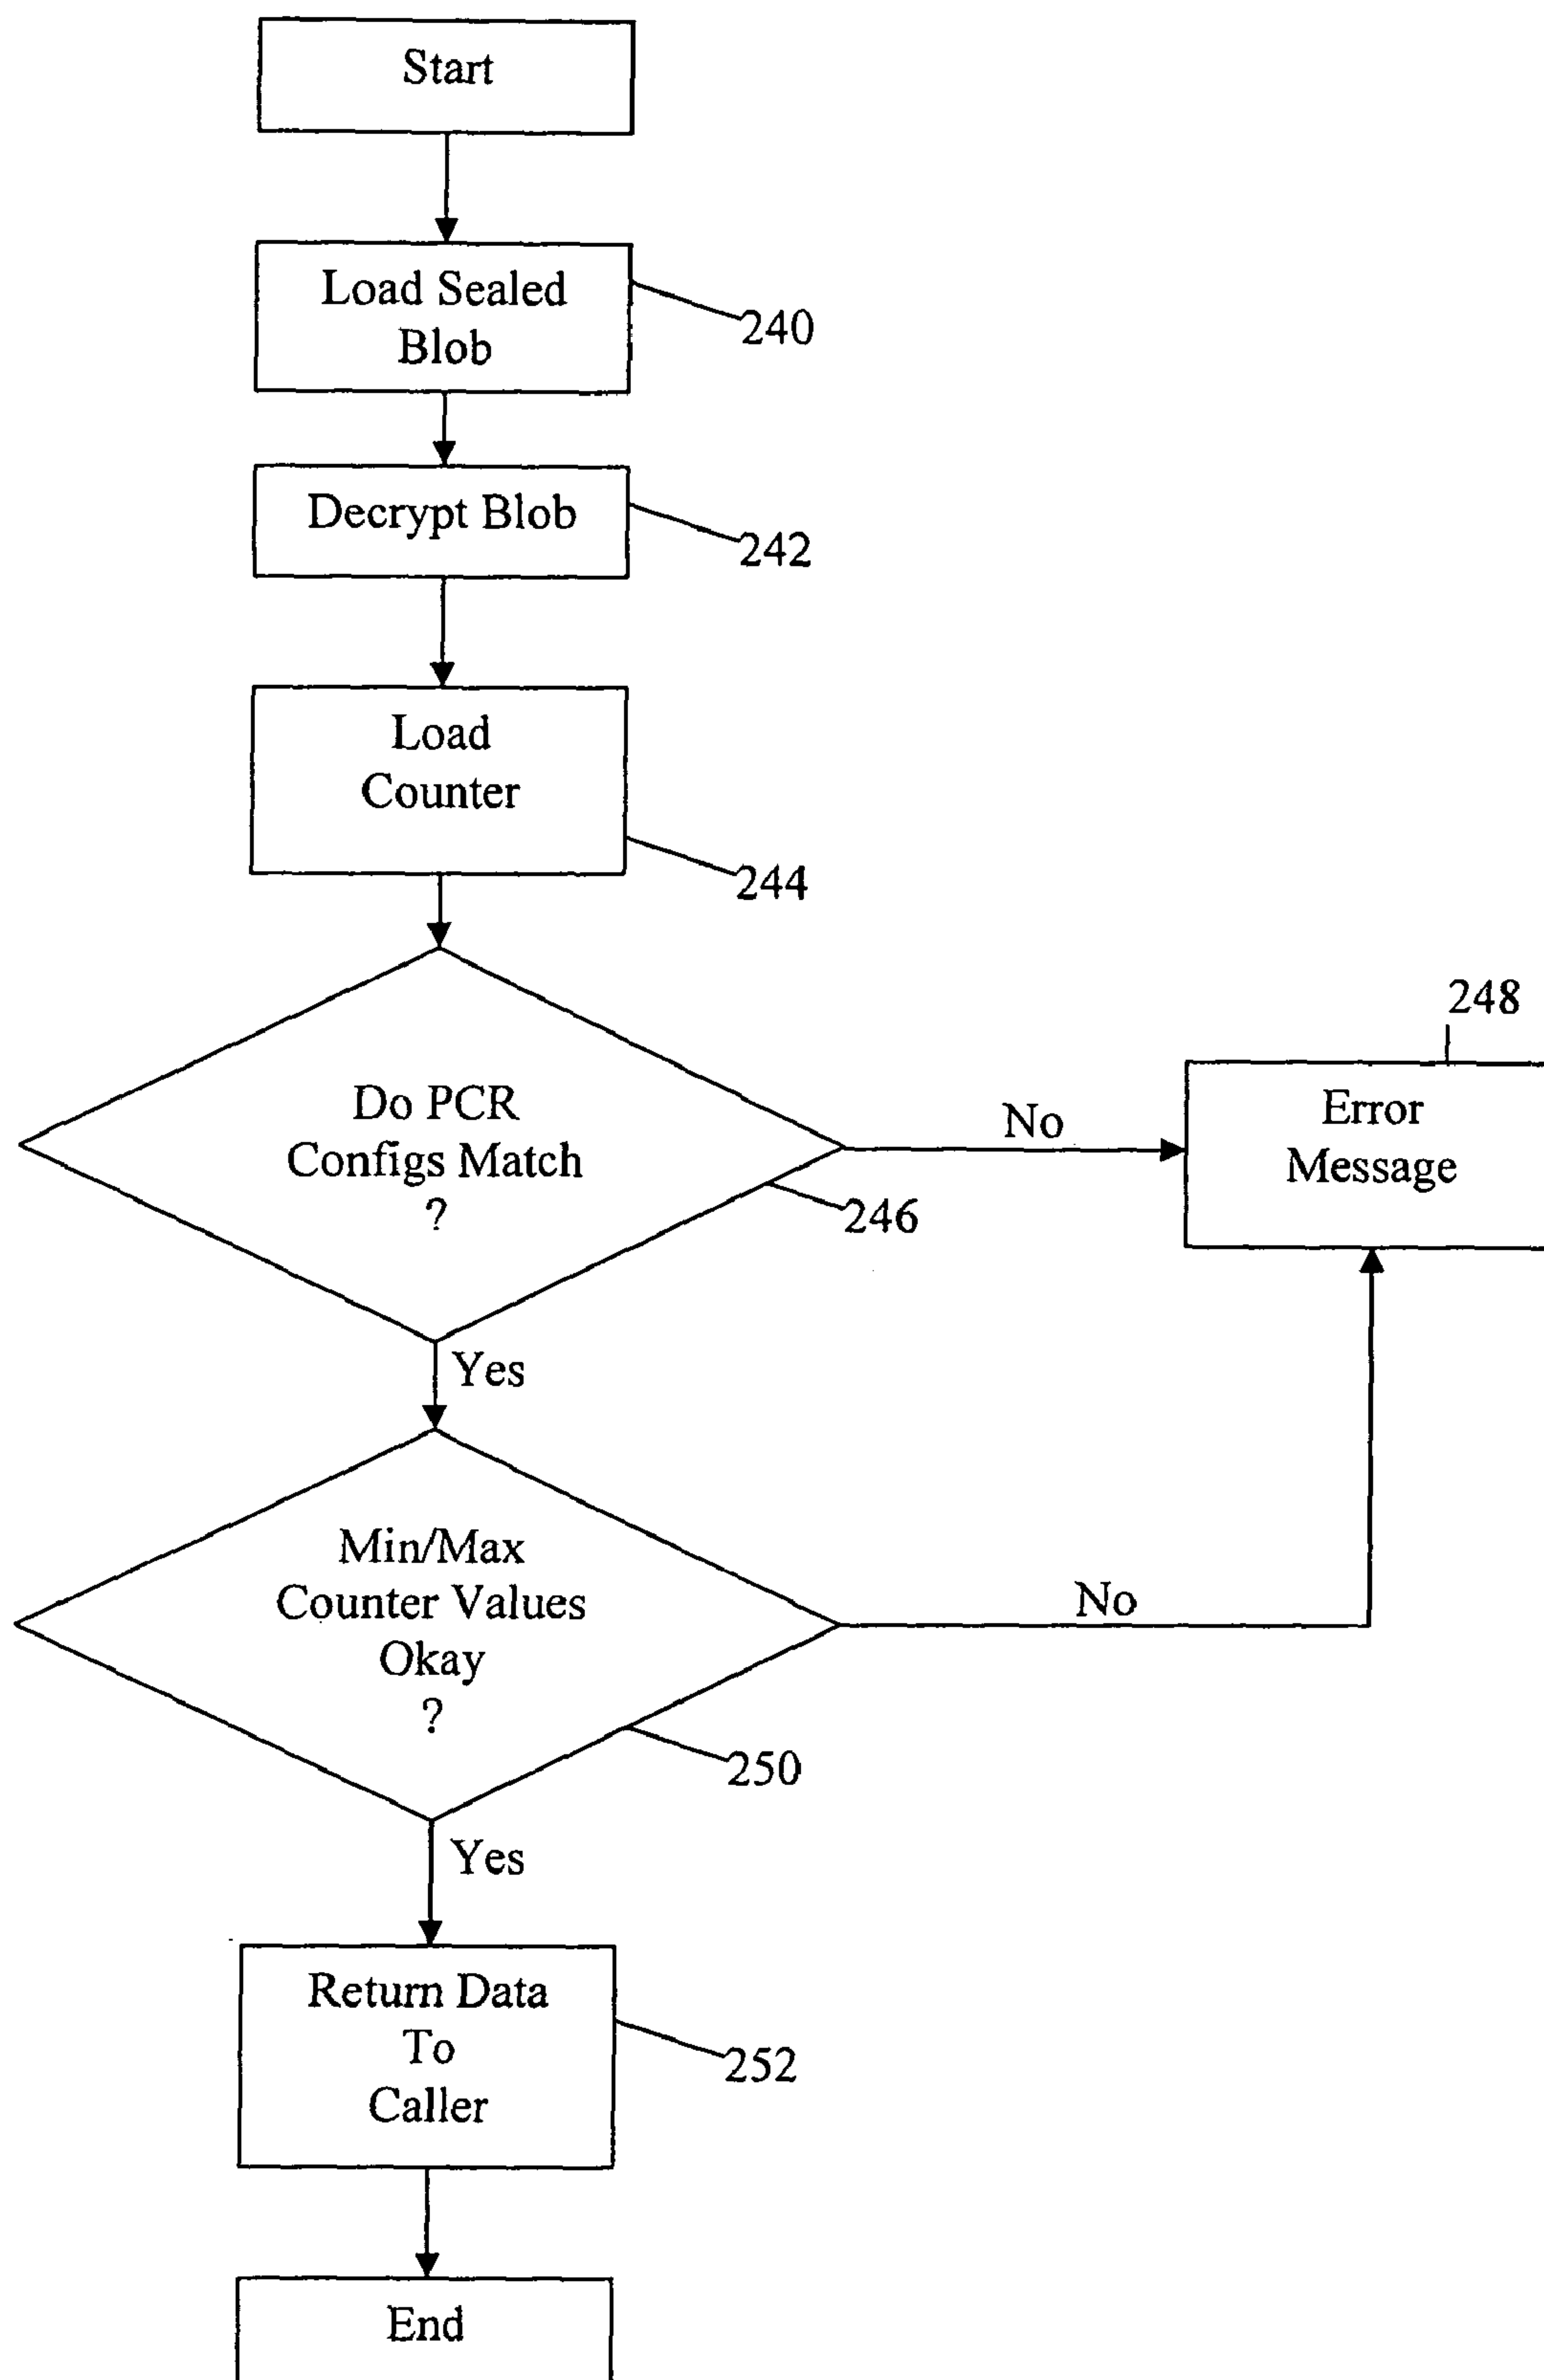 Start
Load Sealed
Blob
240
Decrypt Blob
242
Load
Counter
244
248
Do PCR
Configs Match
?
246
No
Error
Message
Yes
Min/Max
Counter Values
Okay
?
250
No
Yes
Return Data
To
Caller
252
End